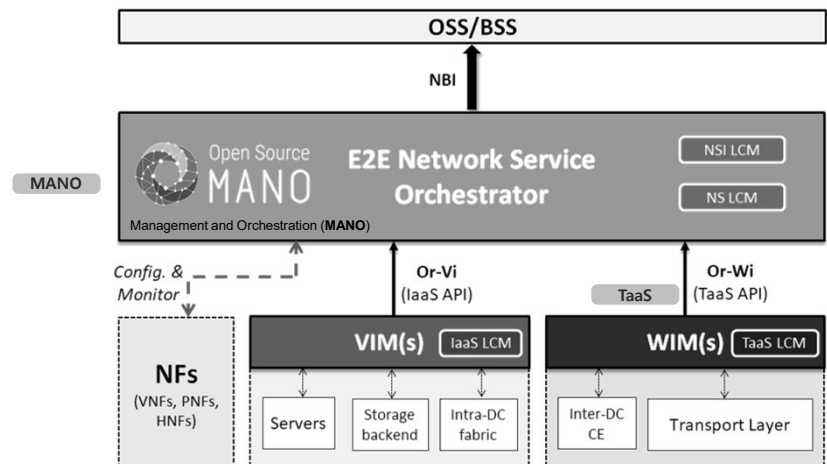 OSS/BSS
NBI
MANO
Open Source
MANO
E2E Network Service
Orchestrator
NSI LCM
NS LCM
Management and Orchestration (MANO)
Config. &
Monitor
Or-Vi
(IaaS API)
TaaS
Or-Wi
(TaaS API)
NFs
(VNFs, PNFs,
HNFs)
VIM(s)
IaaS LCM
Servers
Storage
backend
Intra-DC
fabric
WIM(s)
TaaS LCM
Inter-DC
CE
Transport Layer